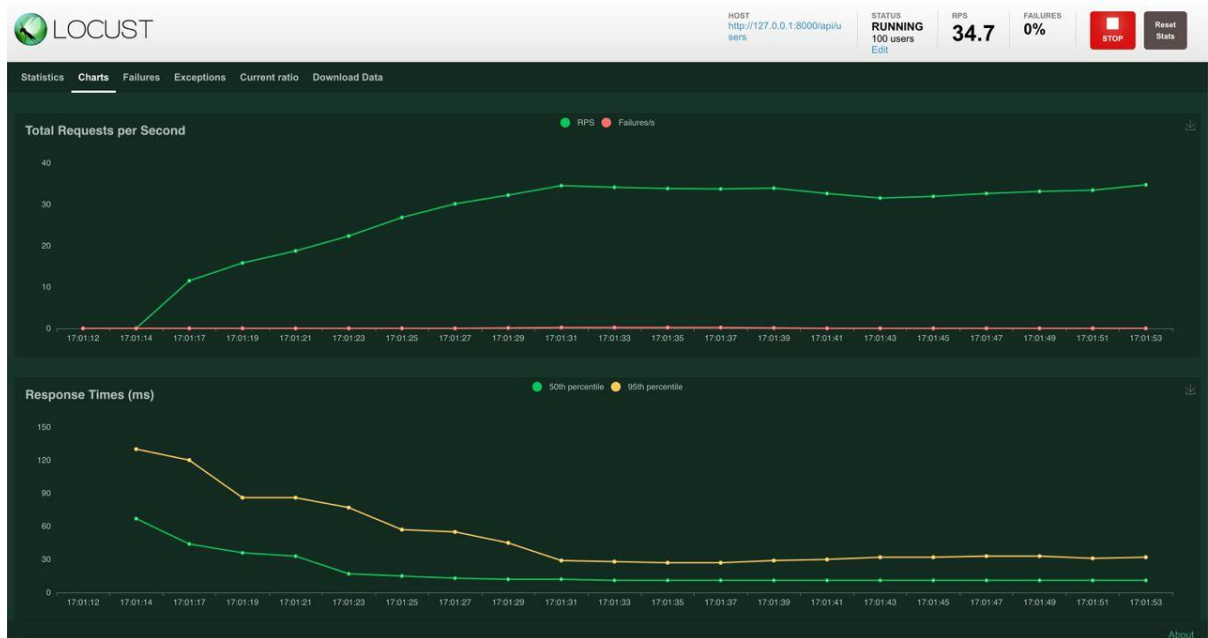 LOCUST
HOST
http://127.0.0.1:8000/api/u
sers
STATUS
RUNNING
100 users
Edit
RPS
34.7
FAILURES
0%
STOP
Reset
Stats
Statistics Charts Failures Exceptions Current ratio Download Data
Total Requests per Second
RPS Failures/s
40
30
20
10
0
17:01:12 17:01:14 17:01:17 17:01:19 17:01:21 17:01:23 17:01:25 17:01:27 17:01:29 17:01:31 17:01:33 17:01:35 17:01:37 17:01:39 17:01:41 17:01:43 17:01:45 17:01:47 17:01:49 17:01:51 17:01:53
Response Times (ms)
50th percentile 95th percentile
150
120
90
60
30
0
17:01:12 17:01:14 17:01:17 17:01:19 17:01:21 17:01:23 17:01:25 17:01:27 17:01:29 17:01:31 17:01:33 17:01:35 17:01:37 17:01:39 17:01:41 17:01:43 17:01:45 17:01:47 17:01:49 17:01:51 17:01:53
About